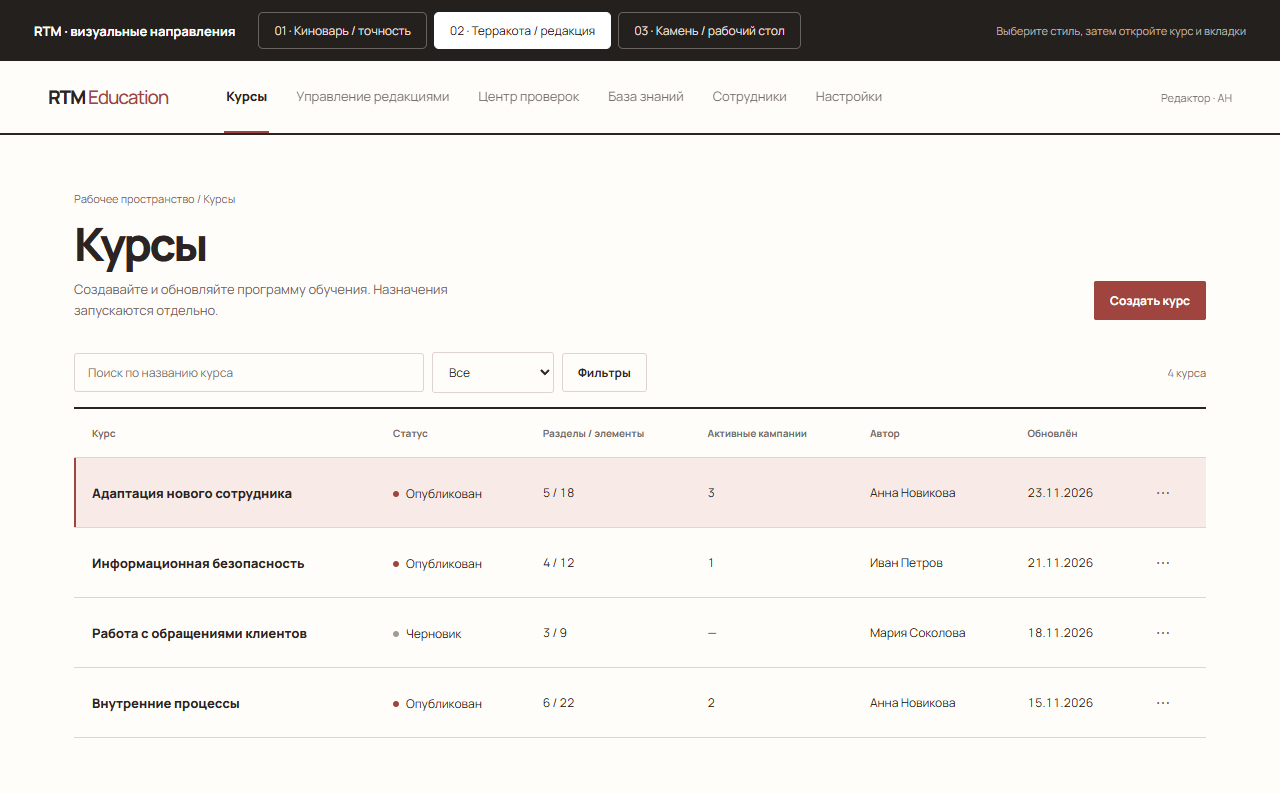 RTM · визуальные направления 01 · Киноварь / точность 02 · Терракота / редакция 03 · Камень / рабочий стол Выберите стиль, затем откройте курс и вкладки
RTM Education Курсы Управление редакциями Центр проверок База знаний Сотрудники Настройки Редактор · АН
Рабочее пространство / Курсы
Курсы
Создавайте и обновляйте программу обучения. Назначения
запускаются отдельно.
Создать курс
Поиск по названию курса Все Фильтры 4 курса
Курс Статус Разделы / элементы Активные кампании Автор Обновлён
Адаптация нового сотрудника Опубликован 5 / 18 3 Анна Новикова 23.11.2026 ···
Информационная безопасность Опубликован 4 / 12 1 Иван Петров 21.11.2026 ···
Работа с обращениями клиентов Черновик 3 / 9 — Мария Соколова 18.11.2026 ···
Внутренние процессы Опубликован 6 / 22 2 Анна Новикова 15.11.2026 ···